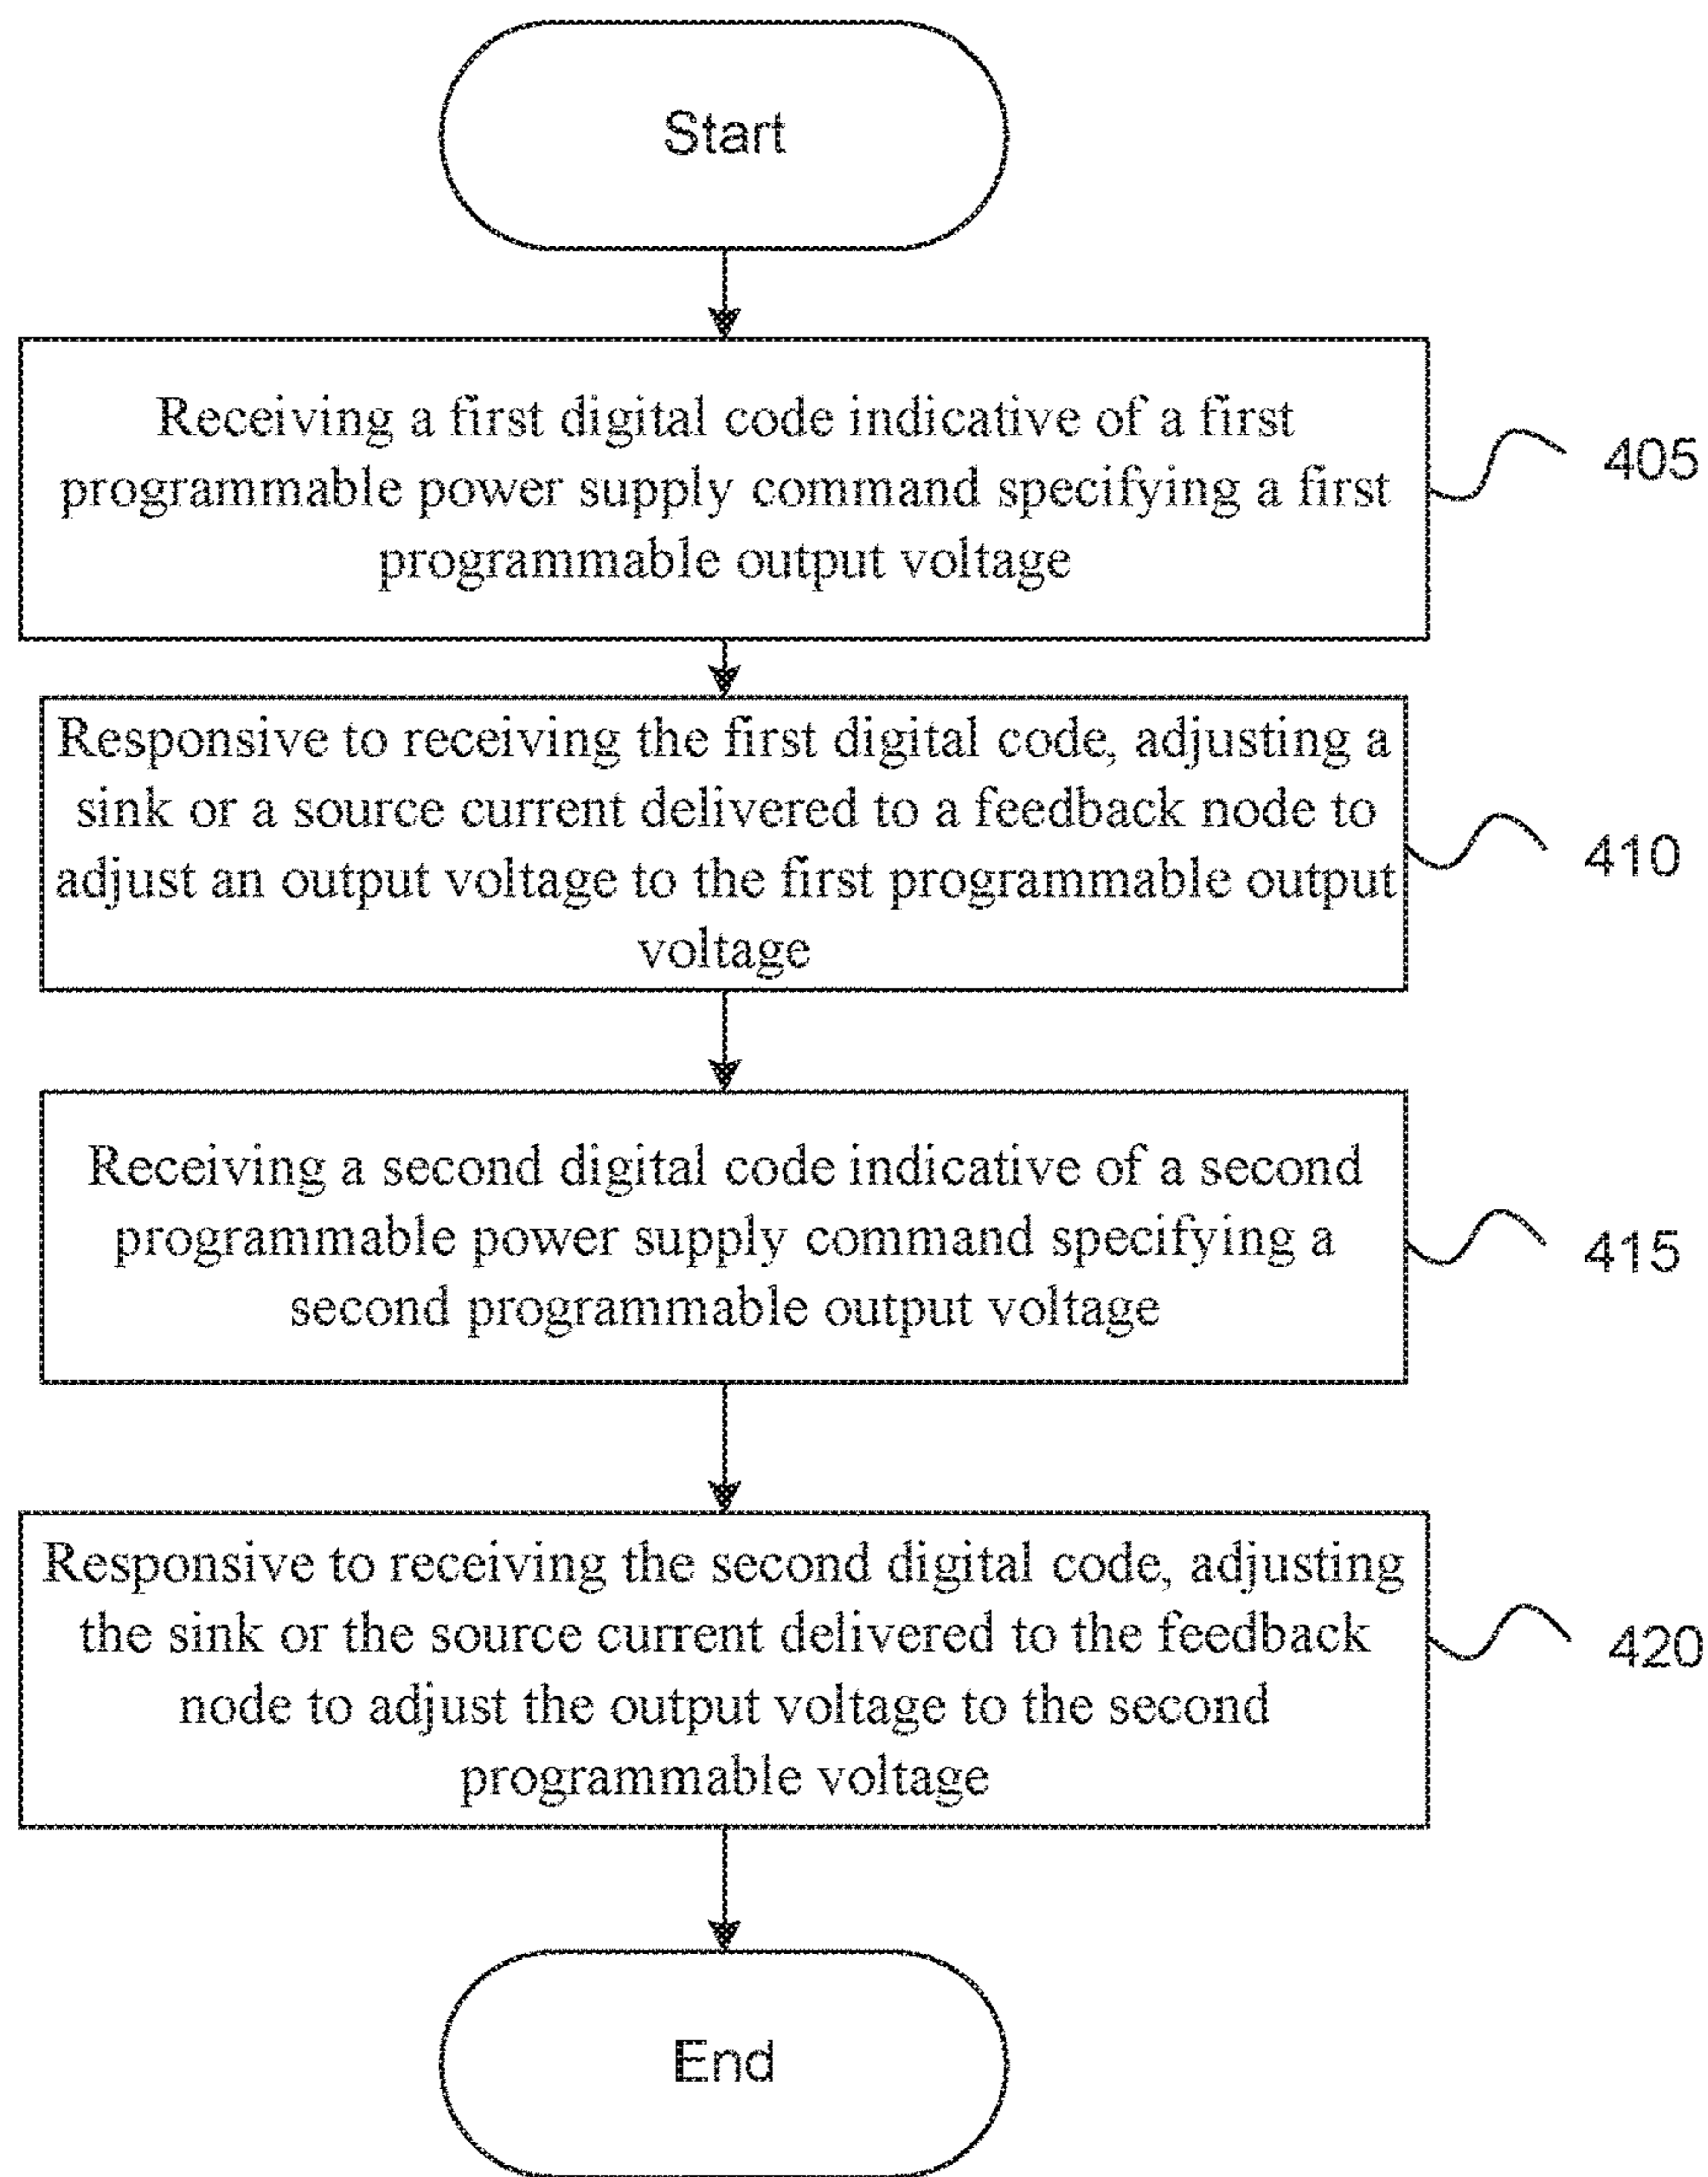 Start
Receiving a first digital code indicative of a first
programmable power supply command specifying a first
programmable output voltage
405
Responsive to receiving the first digital code, adjusting a
sink or a source current delivered to a feedback node to
adjust an output voltage to the first programmable output
voltage
410
Receiving a second digital code indicative of a second
programmable power supply command specifying a
second programmable output voltage
415
Responsive to receiving the second digital code, adjusting
the sink or the source current delivered to the feedback
node to adjust the output voltage to the second
programmable voltage
420
End